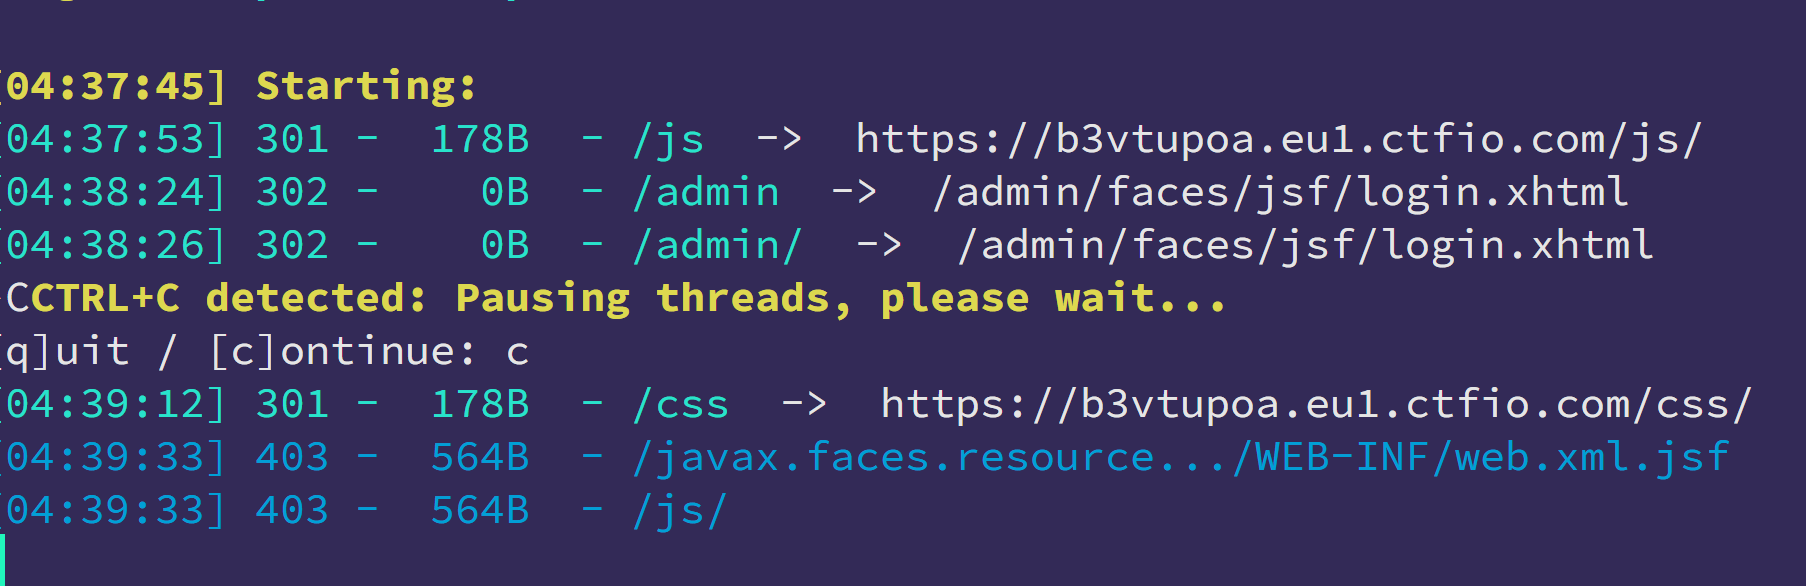 [04:37:45] Starting:
[04:37:53] 301 -  178B  - /js  ->  https://b3vtupoa.eu1.ctfio.com/js/
[04:38:24] 302 -    0B  - /admin  ->  /admin/faces/jsf/login.xhtml
[04:38:26] 302 -    0B  - /admin/  ->  /admin/faces/jsf/login.xhtml
CCTRL+C detected: Pausing threads, please wait...
[q]uit / [c]ontinue: c
[04:39:12] 301 -  178B  - /css  ->  https://b3vtupoa.eu1.ctfio.com/css/
[04:39:33] 403 -  564B  - /javax.faces.resource.../WEB-INF/web.xml.jsf
[04:39:33] 403 -  564B  - /js/